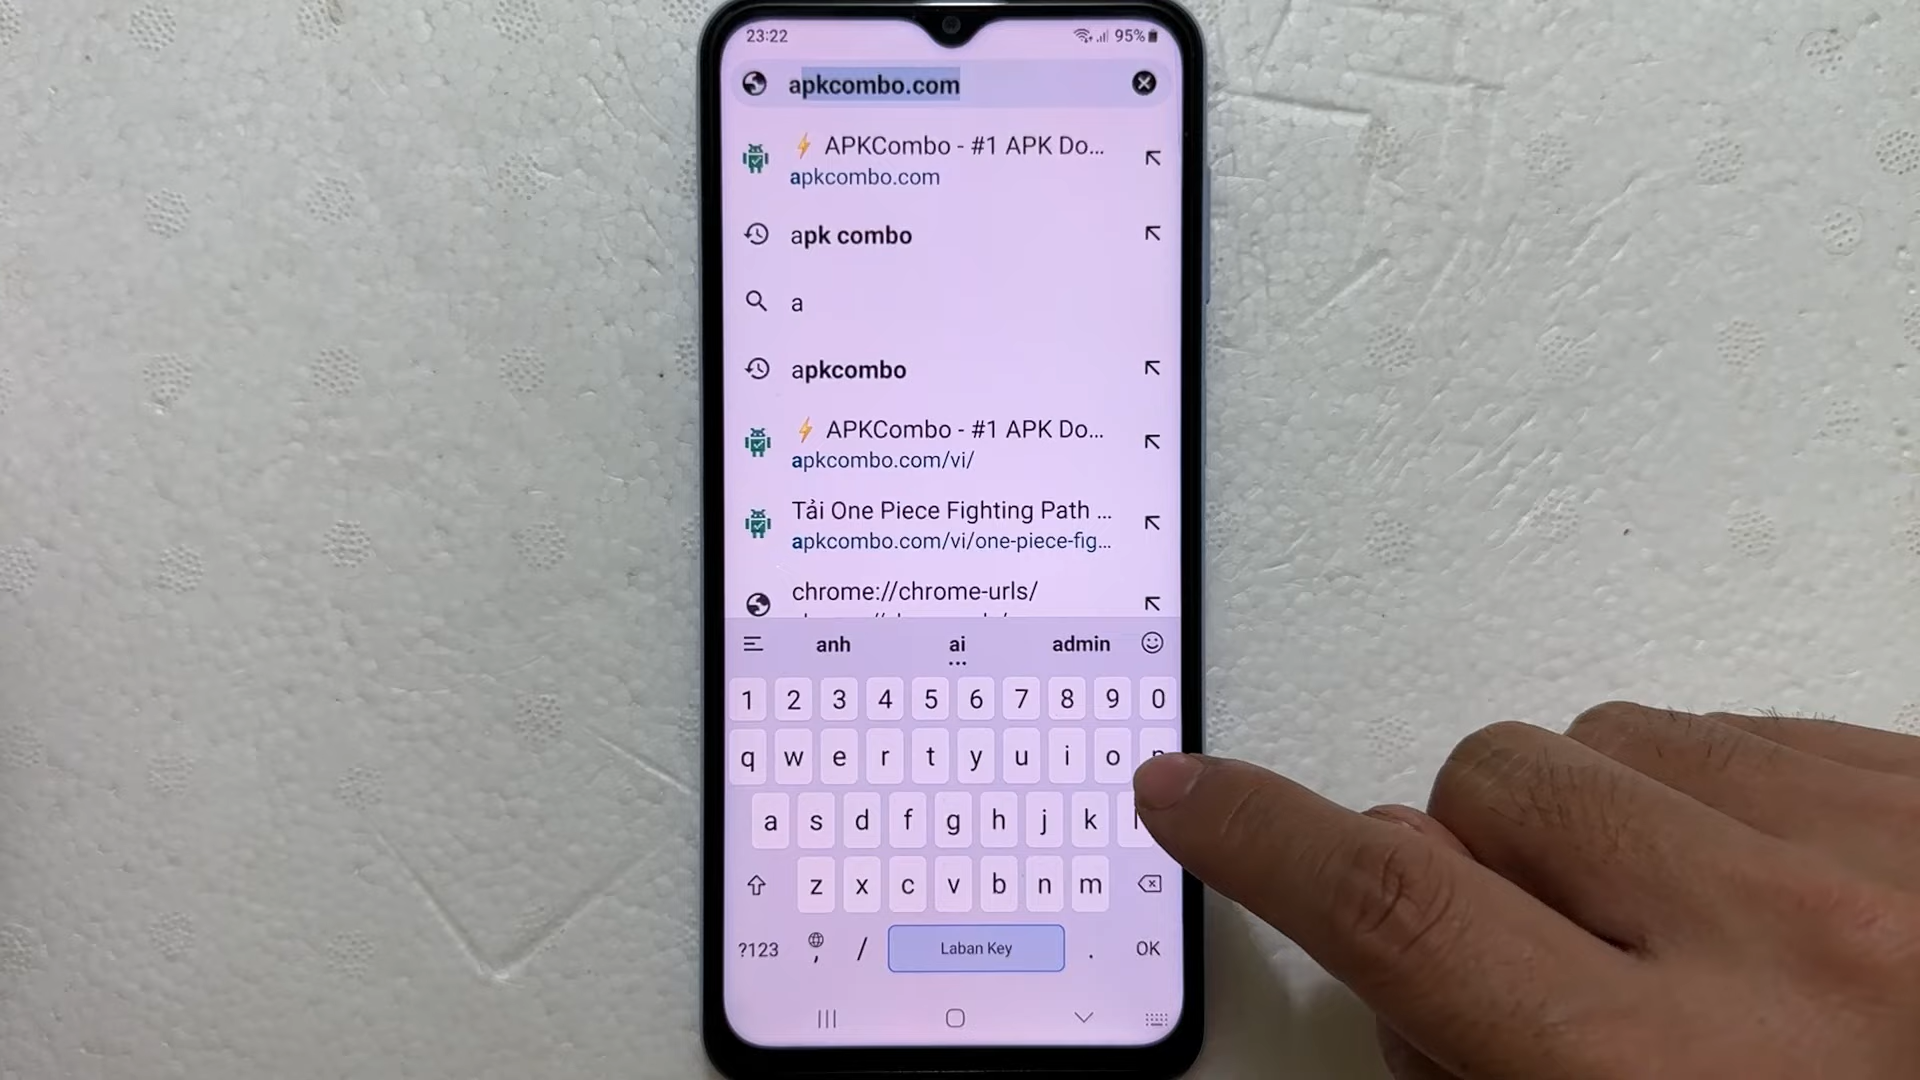 23:22 95%
apkcombo.com
⚡ APKCombo - #1 APK Do...
apkcombo.com
apk combo
a
apkcombo
⚡ APKCombo - #1 APK Do...
apkcombo.com/vi/
Tải One Piece Fighting Path ...
apkcombo.com/vi/one-piece-fig...
chrome://chrome-urls/
anh ai admin
1 2 3 4 5 6 7 8 9 0
q w e r t y u i o
a s d f g h j k
z x c v b n m
?123 , / Laban Key . OK